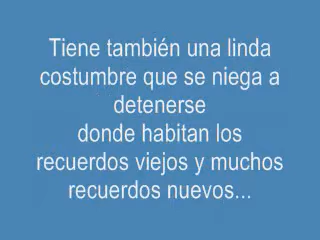 Tiene también una linda
costumbre que se niega a
detenerse
donde habitan los
recuerdos viejos y muchos
recuerdos nuevos...